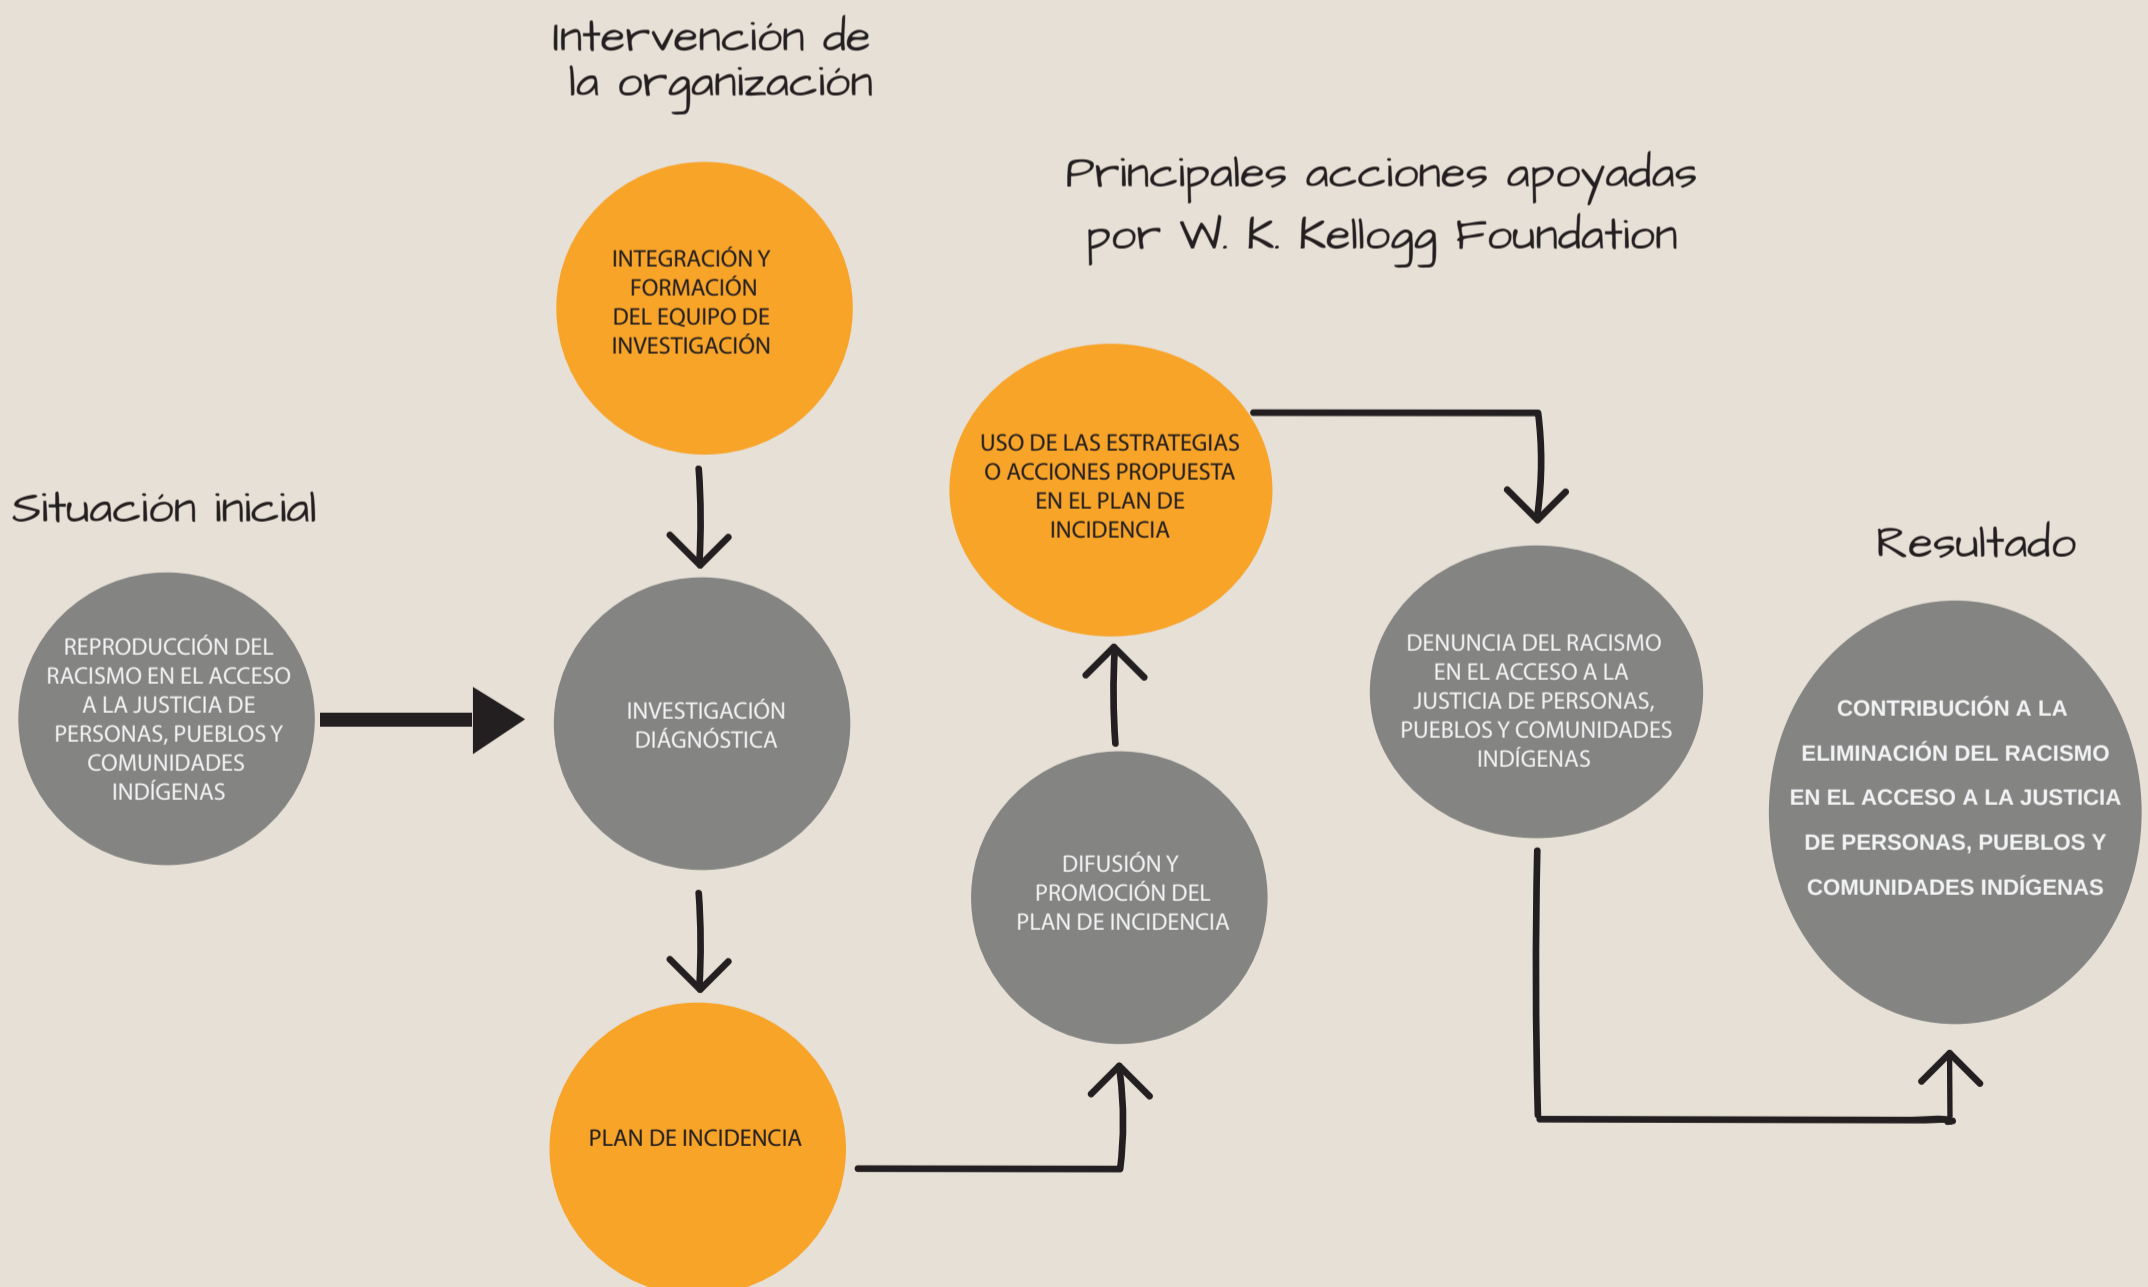 Intervención de
la organización
INTEGRACIÓN Y
FORMACIÓN
DEL EQUIPO DE
INVESTIGACIÓN
Principales acciones apoyadas
por W. K. Kellogg Foundation
Situación inicial
REPRODUCCIÓN DEL
RACISMO EN EL ACCESO
A LA JUSTICIA DE
PERSONAS, PUEBLOS Y
COMUNIDADES
INDÍGENAS
INVESTIGACIÓN
DIÁGNÓSTICA
PLAN DE INCIDENCIA
DIFUSIÓN Y
PROMOCIÓN DEL
PLAN DE INCIDENCIA
USO DE LAS ESTRATEGIAS
O ACCIONES PROPUESTA
EN EL PLAN DE
INCIDENCIA
DENUNCIA DEL RACISMO
EN EL ACCESO A LA
JUSTICIA DE PERSONAS,
PUEBLOS Y COMUNIDADES
INDÍGENAS
Resultado
CONTRIBUCIÓN A LA
ELIMINACIÓN DEL RACISMO
EN EL ACCESO A LA JUSTICIA
DE PERSONAS, PUEBLOS Y
COMUNIDADES INDÍGENAS